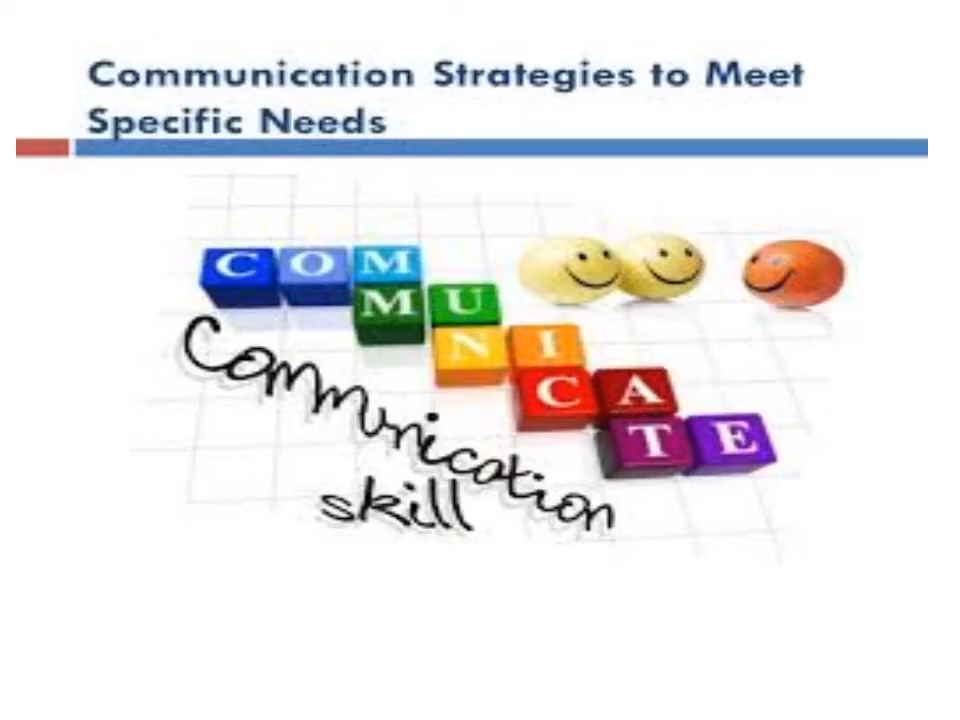 Communication Strategies to Meet
Specific Needs
COM
MU
NI
CA
TE
Communication
skill